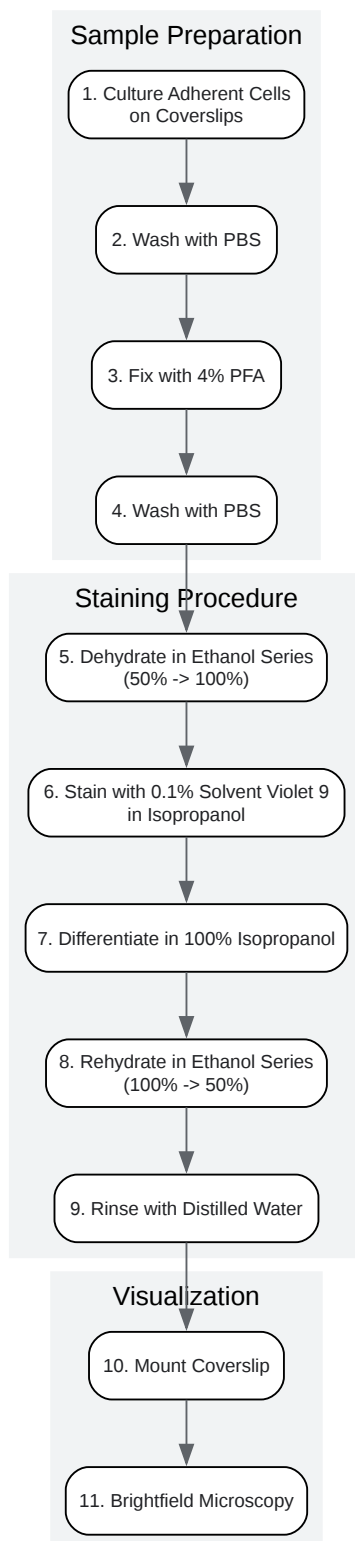 Sample Preparation
1. Culture Adherent Cells
on Coverslips
2. Wash with PBS
3. Fix with 4% PFA
4. Wash with PBS
Staining Procedure
5. Dehydrate in Ethanol Series
(50% -> 100%)
6. Stain with 0.1% Solvent Violet 9
in Isopropanol
7. Differentiate in 100% Isopropanol
8. Rehydrate in Ethanol Series
(100% -> 50%)
9. Rinse with Distilled Water
Visualization
10. Mount Coverslip
11. Brightfield Microscopy